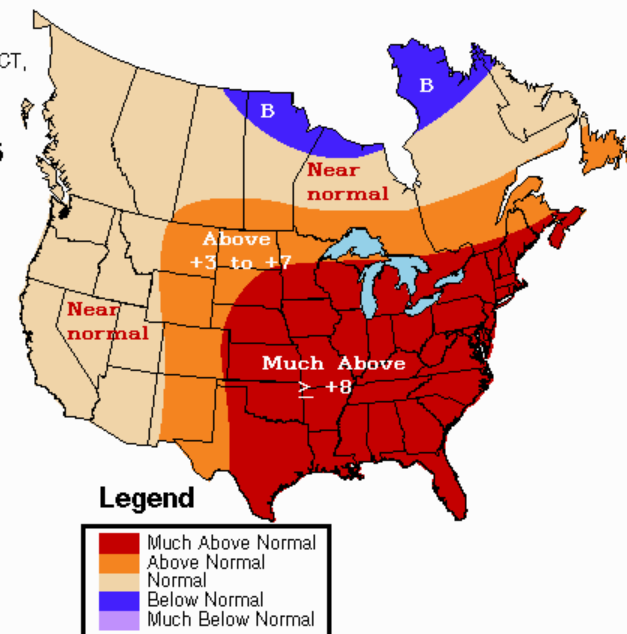 CT,
B
B
Near
normal
Above
+3 to +7
Near
normal
Much Above
≥ +8
Legend
Much Above Normal
Above Normal
Normal
Below Normal
Much Below Normal